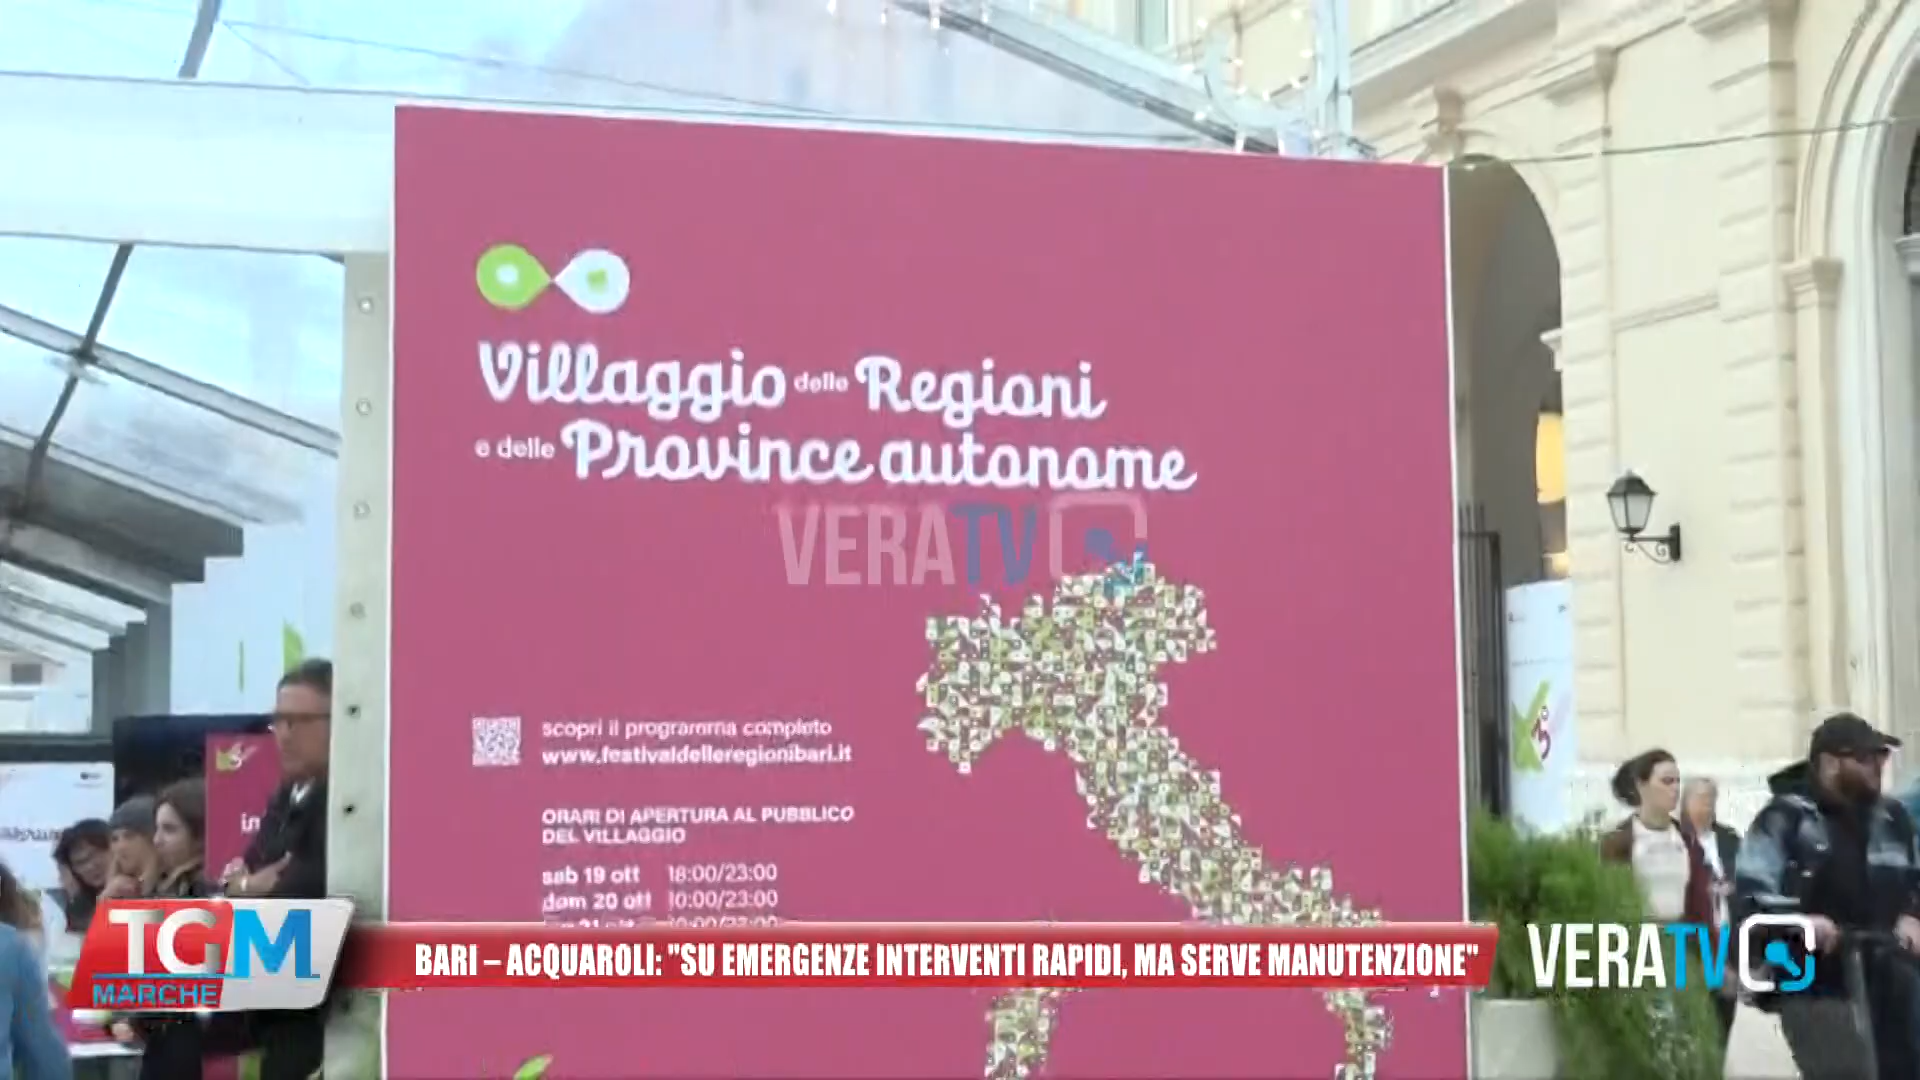 Villaggio delle Regioni
e delle Province autonome
VERATV
scopri il programma completo
www.festivaldelleregionibari.it
ORARI DI APERTURA AL PUBBLICO
DEL VILLAGGIO
sab 19 ott 18:00/23:00
dom 20 ott 10:00/23:00
TGM
MARCHE
BARI – ACQUAROLI: "SU EMERGENZE INTERVENTI RAPIDI, MA SERVE MANUTENZIONE"
VERATV